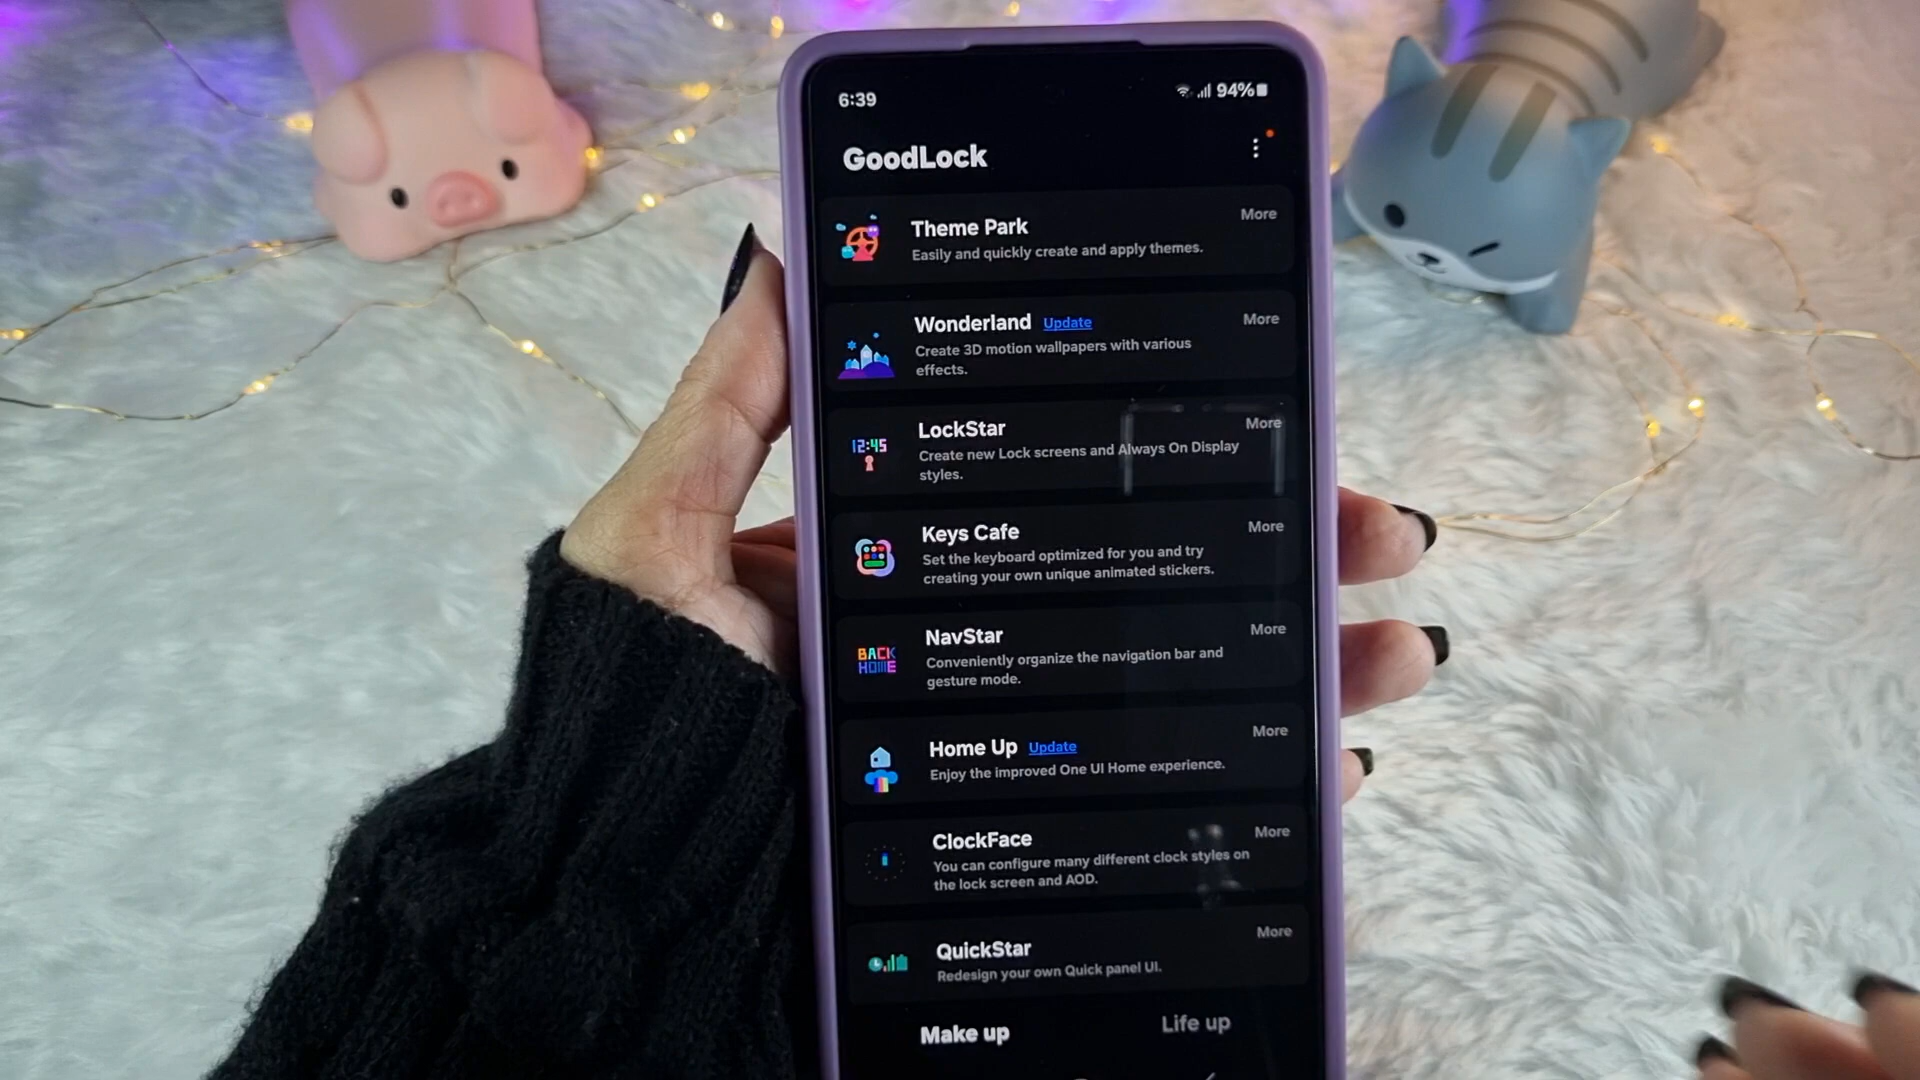 6:39
94%
GoodLock
Theme Park
More
Easily and quickly create and apply themes.
Wonderland Update
More
Create 3D motion wallpapers with various
effects.
12:45
LockStar
More
Create new Lock screens and Always On Display
styles.
Keys Cafe
More
Set the keyboard optimized for you and try
creating your own unique animated stickers.
BACK
HOME
NavStar
More
Conveniently organize the navigation bar and
gesture mode.
Home Up Update
More
Enjoy the improved One UI Home experience.
ClockFace
More
You can configure many different clock styles on
the lock screen and AOD.
QuickStar
More
Redesign your own Quick panel UI.
Make up
Life up